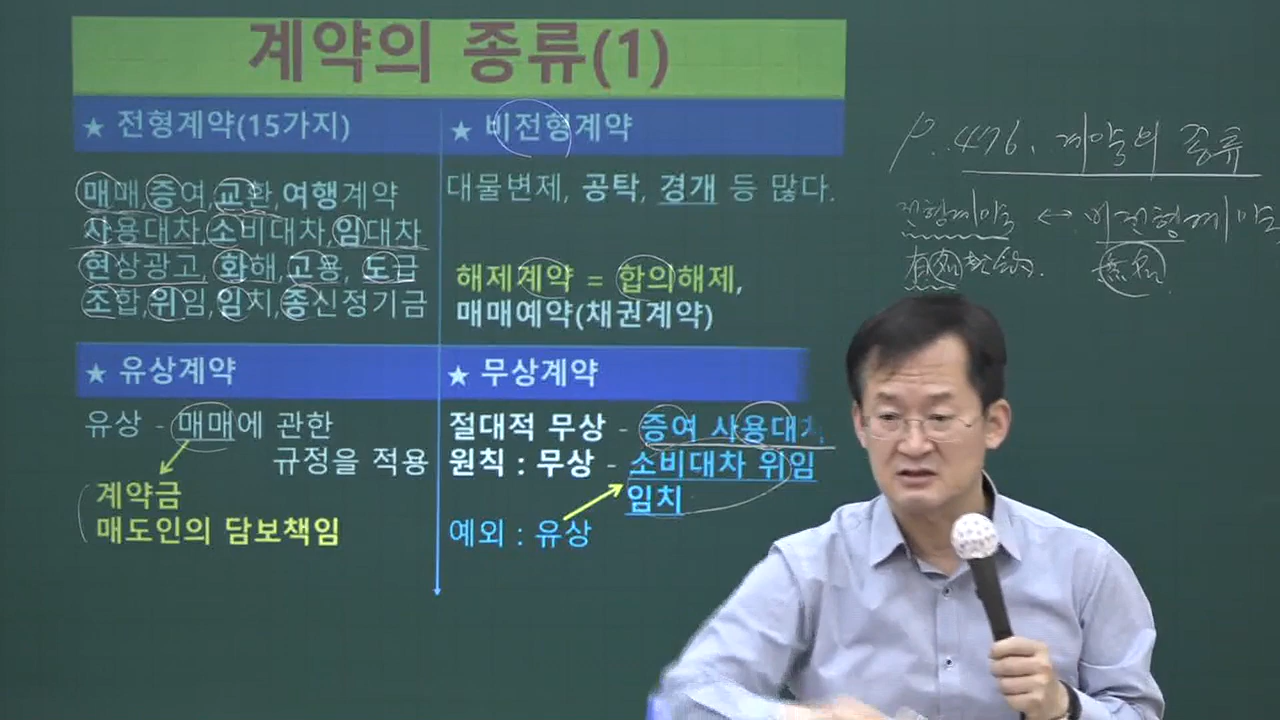 계약의 종류(1)
★ 전형계약(15가지)
매매,증여,교환,여행계약
사용대차,소비대차,임대차
현상광고, 화해, 고용, 도급
조합,위임,임치,종신정기금
★ 비전형계약
대물변제, 공탁, 경개 등 많다.
해제계약 = 합의해제,
매매예약(채권계약)
★ 유상계약
유상 - 매매에 관한
규정을 적용
계약금
매도인의 담보책임
★ 무상계약
절대적 무상 - 증여 사용대차
원칙 : 무상 - 소비대차 위임
임치
예외 : 유상
P. 476. 계약의 종류
전형계약 ↔ 비전형계약
有名
無名